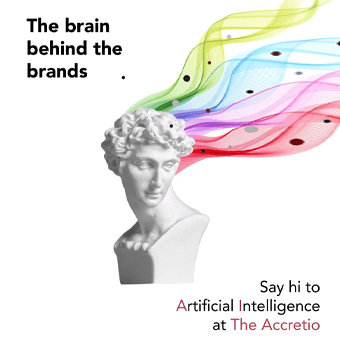 The brain
behind the
brands
Say hi to
Artificial Intelligence
at The Accretio